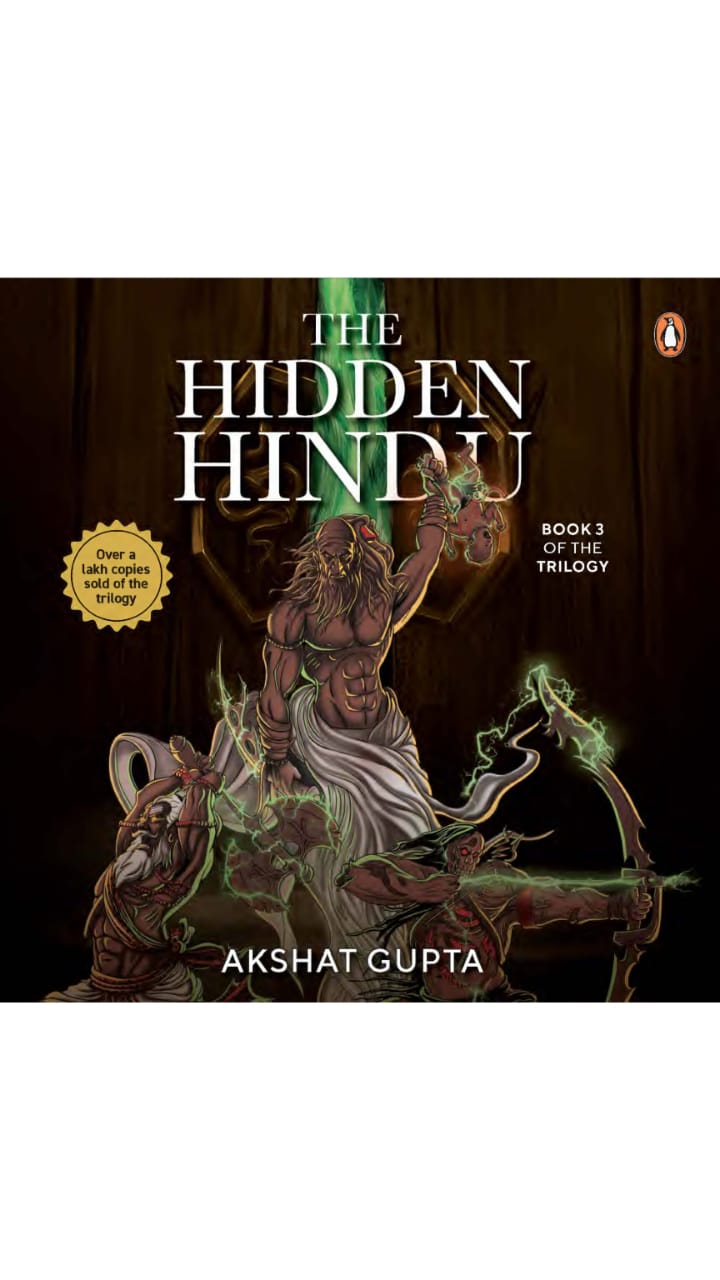 THE
HIDDEN
HINDU
BOOK 3
OF THE
TRILOGY
Over a
lakh copies
sold of the
trilogy
AKSHAT GUPTA